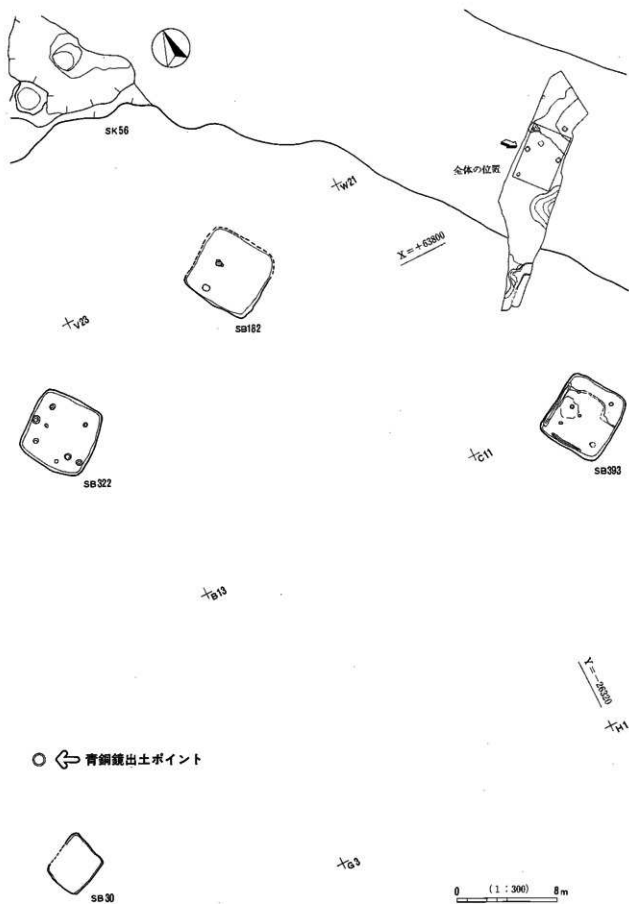 SK56
全体の位置
W21
X=+63800
SB182
V23
SB322
C11
SB393
B13
Y=-26320
H1
青銅鏡出土ポイント
G3
SB30
0 (1:300) 8m